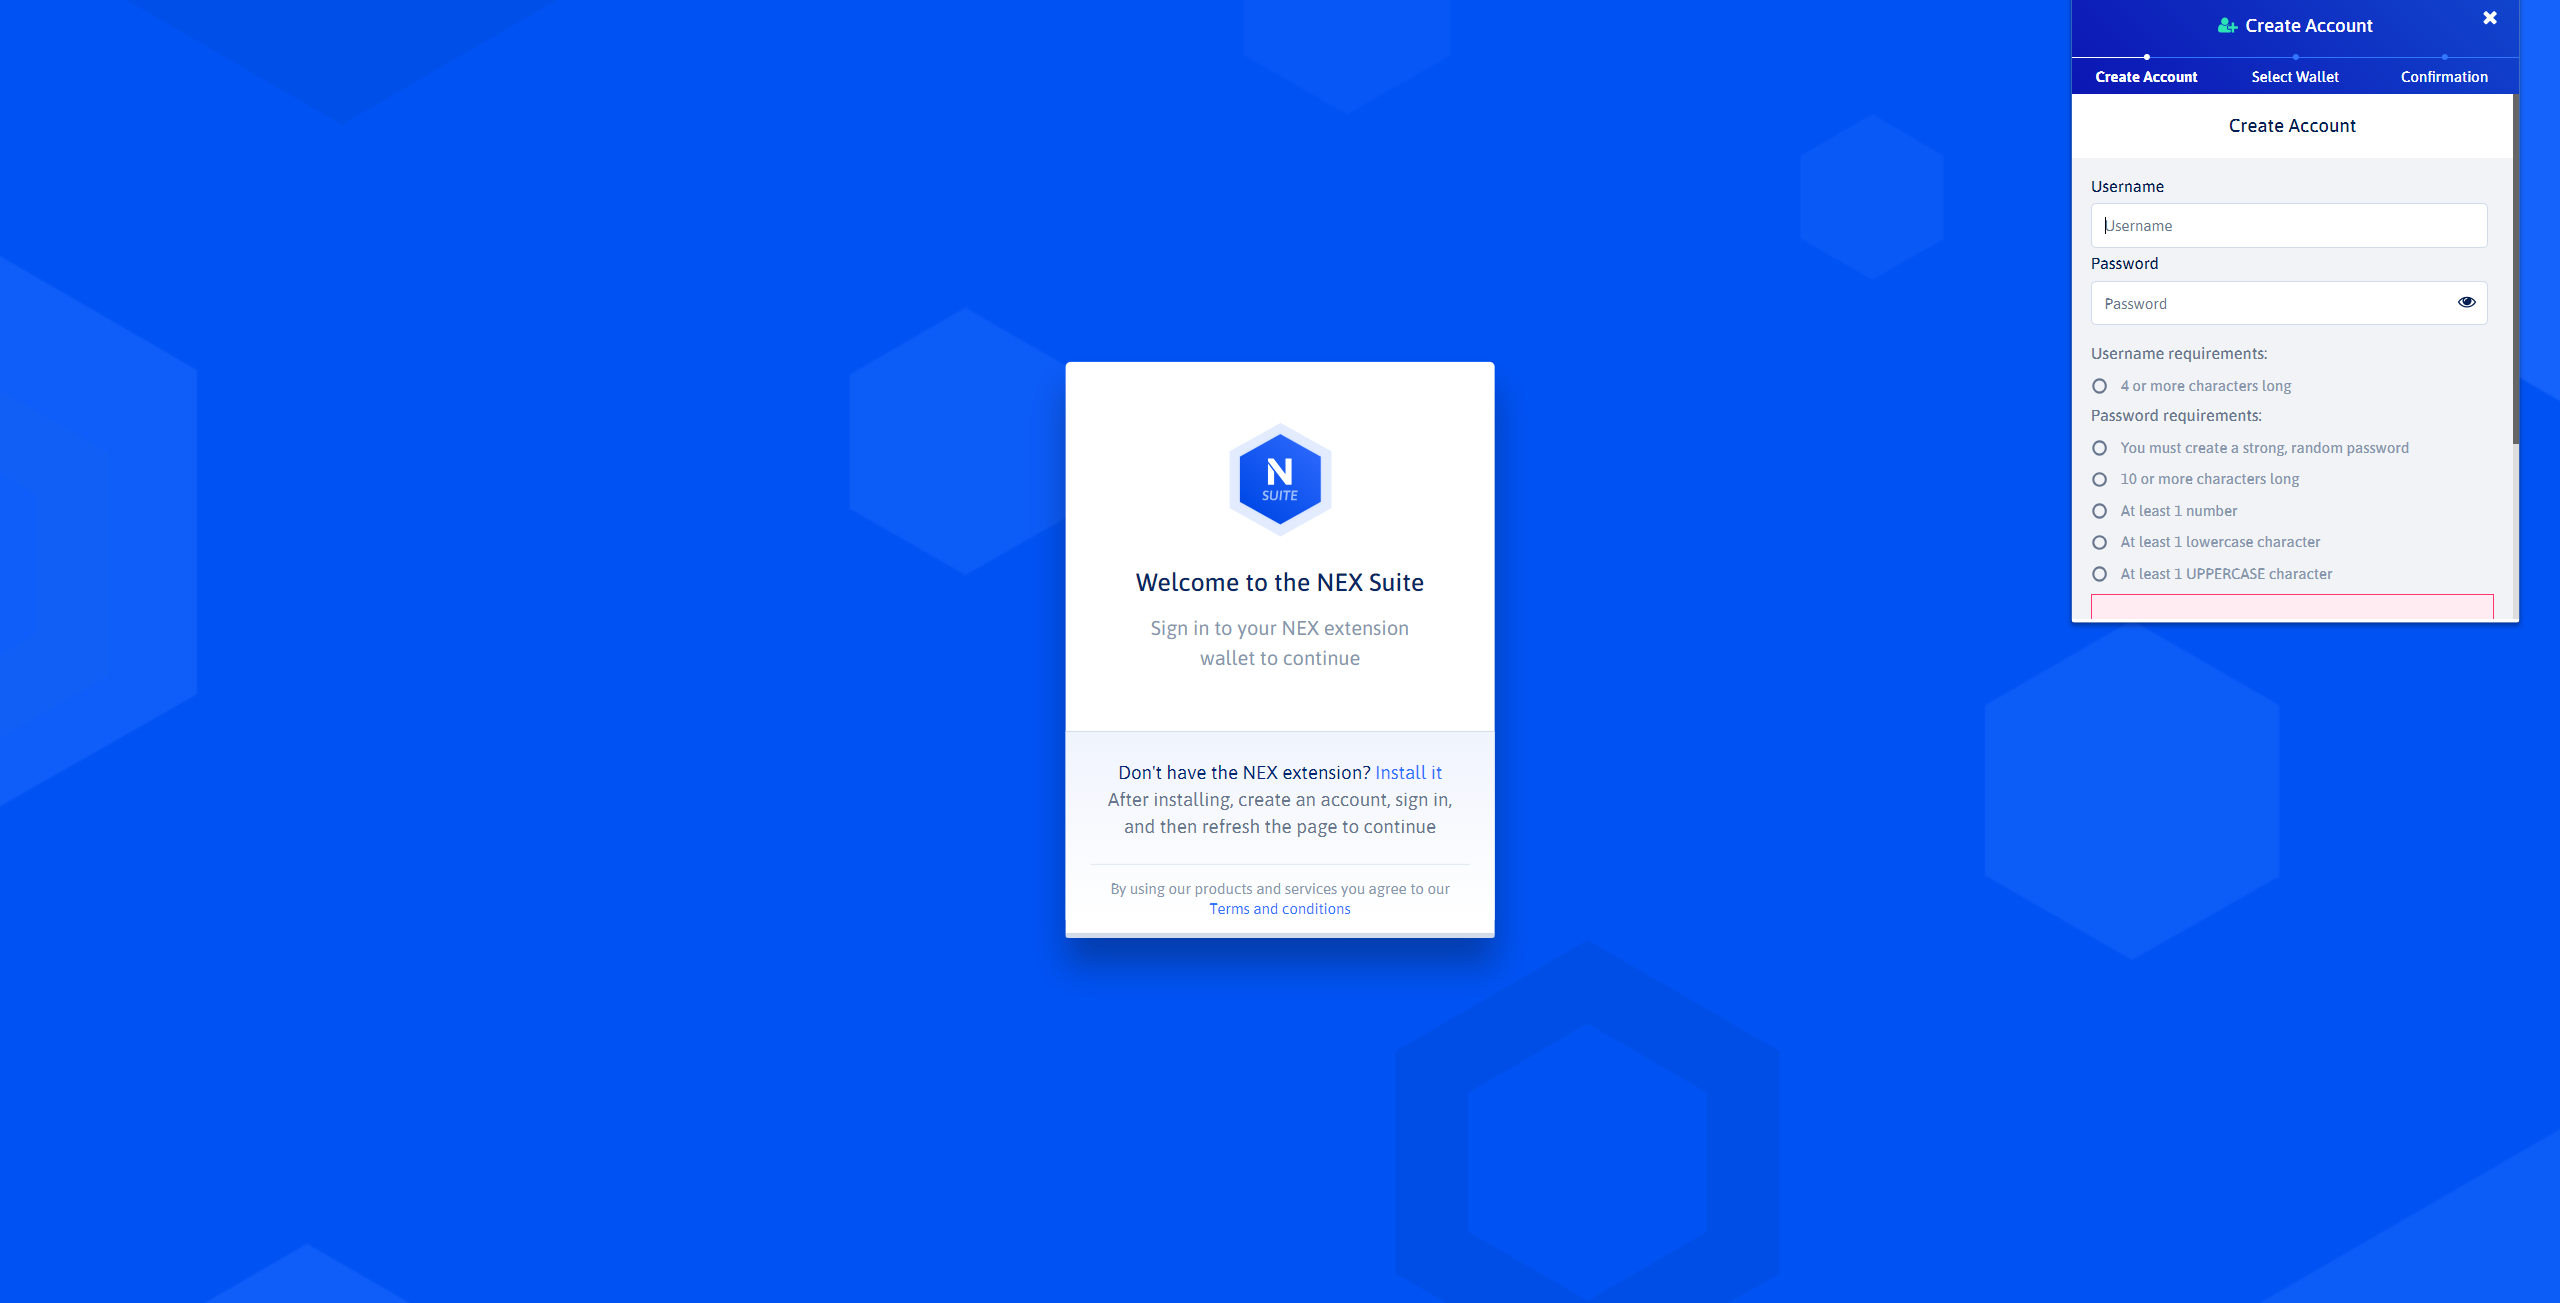 Create Account
Create Account
Select Wallet
Confirmation
Create Account
Username
Username
Password
Password
Username requirements:
4 or more characters long
Password requirements:
You must create a strong, random password
10 or more characters long
At least 1 number
At least 1 lowercase character
At least 1 UPPERCASE character
N
SUITE
Welcome to the NEX Suite
Sign in to your NEX extension
wallet to continue
Don't have the NEX extension? Install it
After installing, create an account, sign in,
and then refresh the page to continue
By using our products and services you agree to our
Terms and conditions